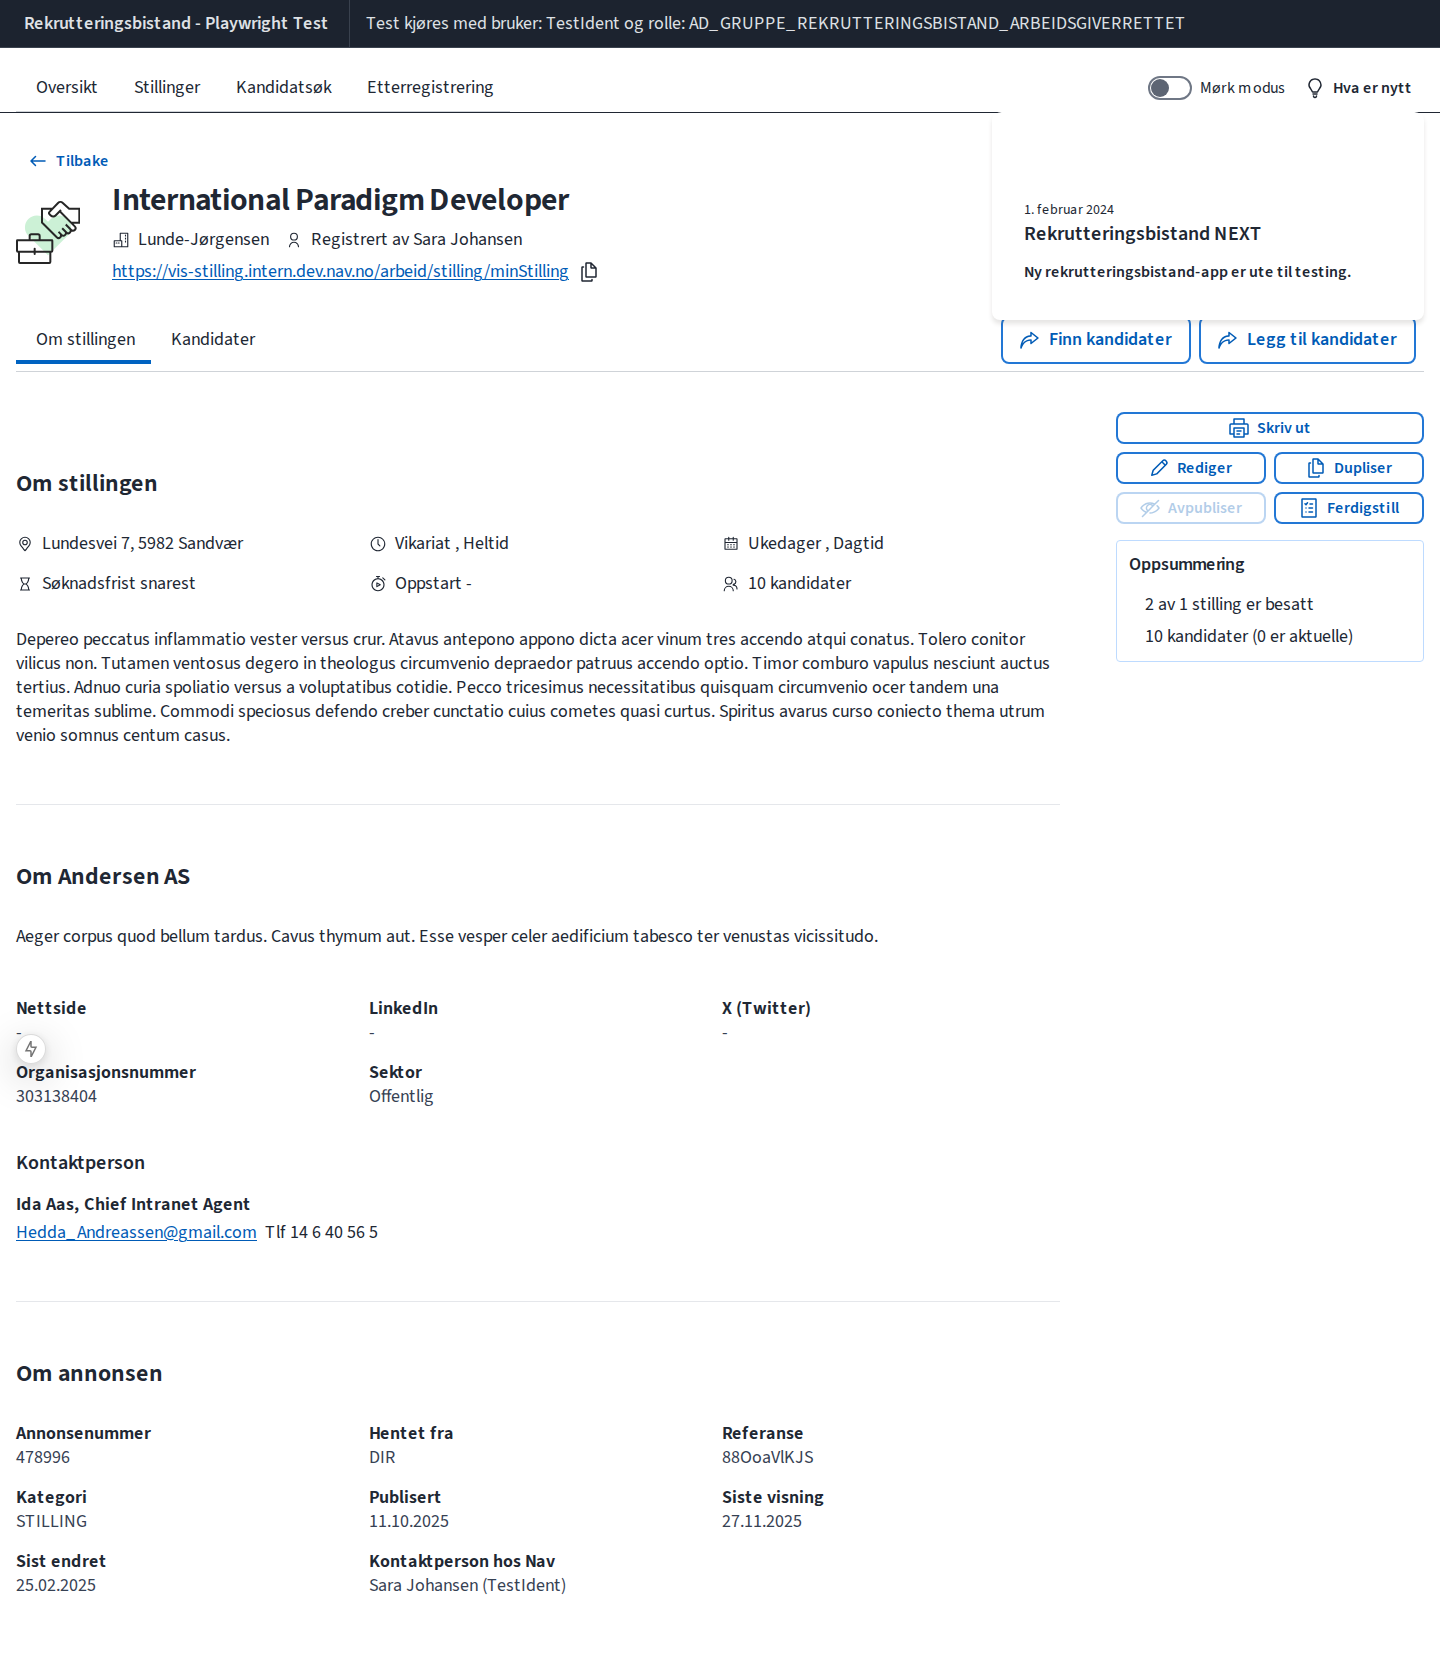 Rekrutteringsbistand - Playwright Test
Test kjøres med bruker: TestIdent og rolle: AD_GRUPPE_REKRUTTERINGSBISTAND_ARBEIDSGIVERRETTET
Oversikt
Stillinger
Kandidatsøk
Etterregistrering
Mørk modus
Hva er nytt
Tilbake
International Paradigm Developer
Lunde-Jørgensen
Registrert av Sara Johansen
https://vis-stilling.intern.dev.nav.no/arbeid/stilling/minStilling
1. februar 2024
Rekrutteringsbistand NEXT
Ny rekrutteringsbistand-app er ute til testing.
Om stillingen
Kandidater
Finn kandidater
Legg til kandidater
Skriv ut
Rediger
Dupliser
Avpubliser
Ferdigstill
Oppsummering
2 av 1 stilling er besatt
10 kandidater (0 er aktuelle)
Om stillingen
Lundesvei 7, 5982 Sandvær
Vikariat , Heltid
Ukedager , Dagtid
Søknadsfrist snarest
Oppstart -
10 kandidater
Depereo peccatus inflammatio vester versus crur. Atavus antepono appono dicta acer vinum tres accendo atqui conatus. Tolero conitor
vilicus non. Tutamen ventosus degero in theologus circumvenio depraedor patruus accendo optio. Timor comburo vapulus nesciunt auctus
tertius. Adnuo curia spoliatio versus a voluptatibus cotidie. Pecco tricesimus necessitatibus quisquam circumvenio ocer tandem una
temeritas sublime. Commodi speciosus defendo creber cunctatio cuius cometes quasi curtus. Spiritus avarus curso coniecto thema utrum
venio somnus centum casus.
Om Andersen AS
Aeger corpus quod bellum tardus. Cavus thymum aut. Esse vesper celer aedificium tabesco ter venustas vicissitudo.
Nettside
LinkedIn
X (Twitter)
-
-
-
Organisasjonsnummer
Sektor
303138404
Offentlig
Kontaktperson
Ida Aas, Chief Intranet Agent
Hedda_Andreassen@gmail.com Tlf 14 6 40 56 5
Om annonsen
Annonsenummer
Hentet fra
Referanse
478996
DIR
88OoaVlKJS
Kategori
Publisert
Siste visning
STILLING
11.10.2025
27.11.2025
Sist endret
Kontaktperson hos Nav
25.02.2025
Sara Johansen (TestIdent)